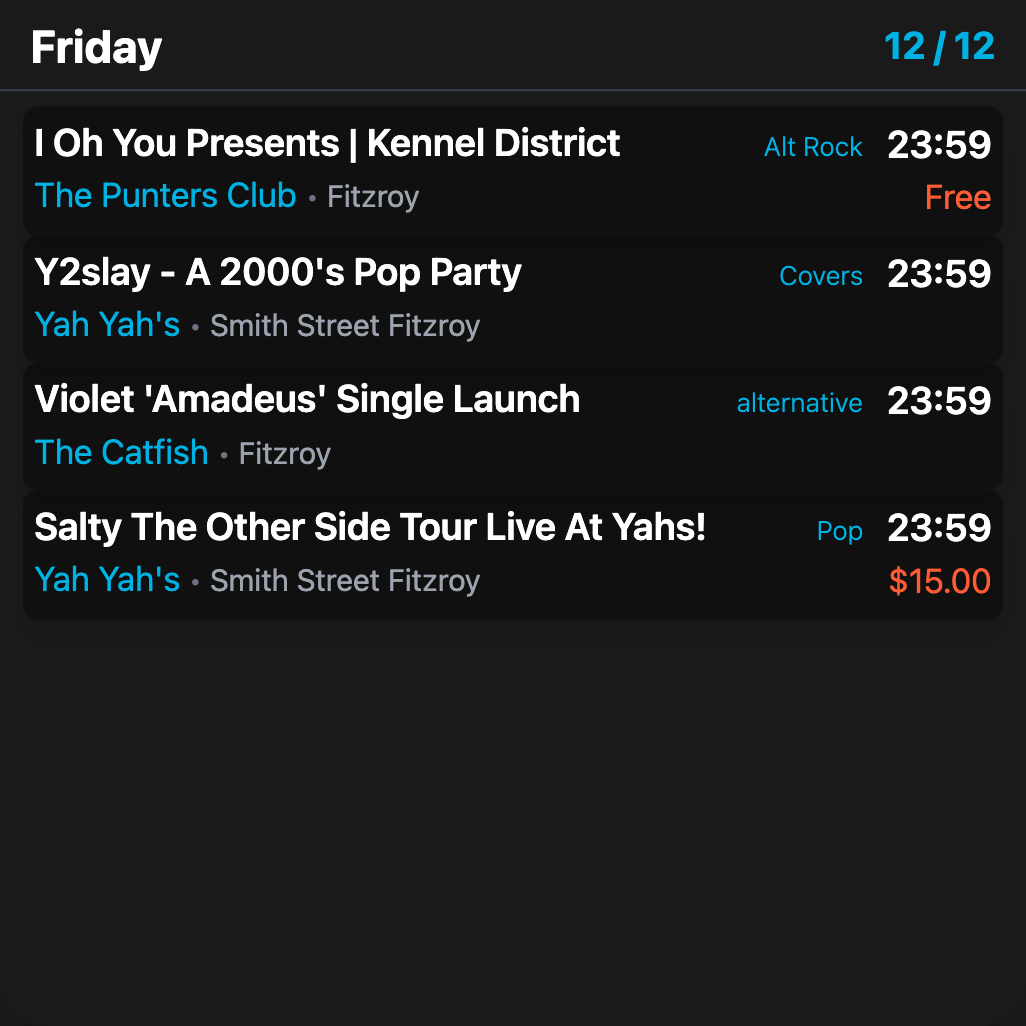 Friday 12 / 12
I Oh You Presents | Kennel District Alt Rock 23:59
The Punters Club • Fitzroy Free
Y2slay - A 2000's Pop Party Covers 23:59
Yah Yah's • Smith Street Fitzroy
Violet 'Amadeus' Single Launch alternative 23:59
The Catfish • Fitzroy
Salty The Other Side Tour Live At Yahs! Pop 23:59
Yah Yah's • Smith Street Fitzroy $15.00